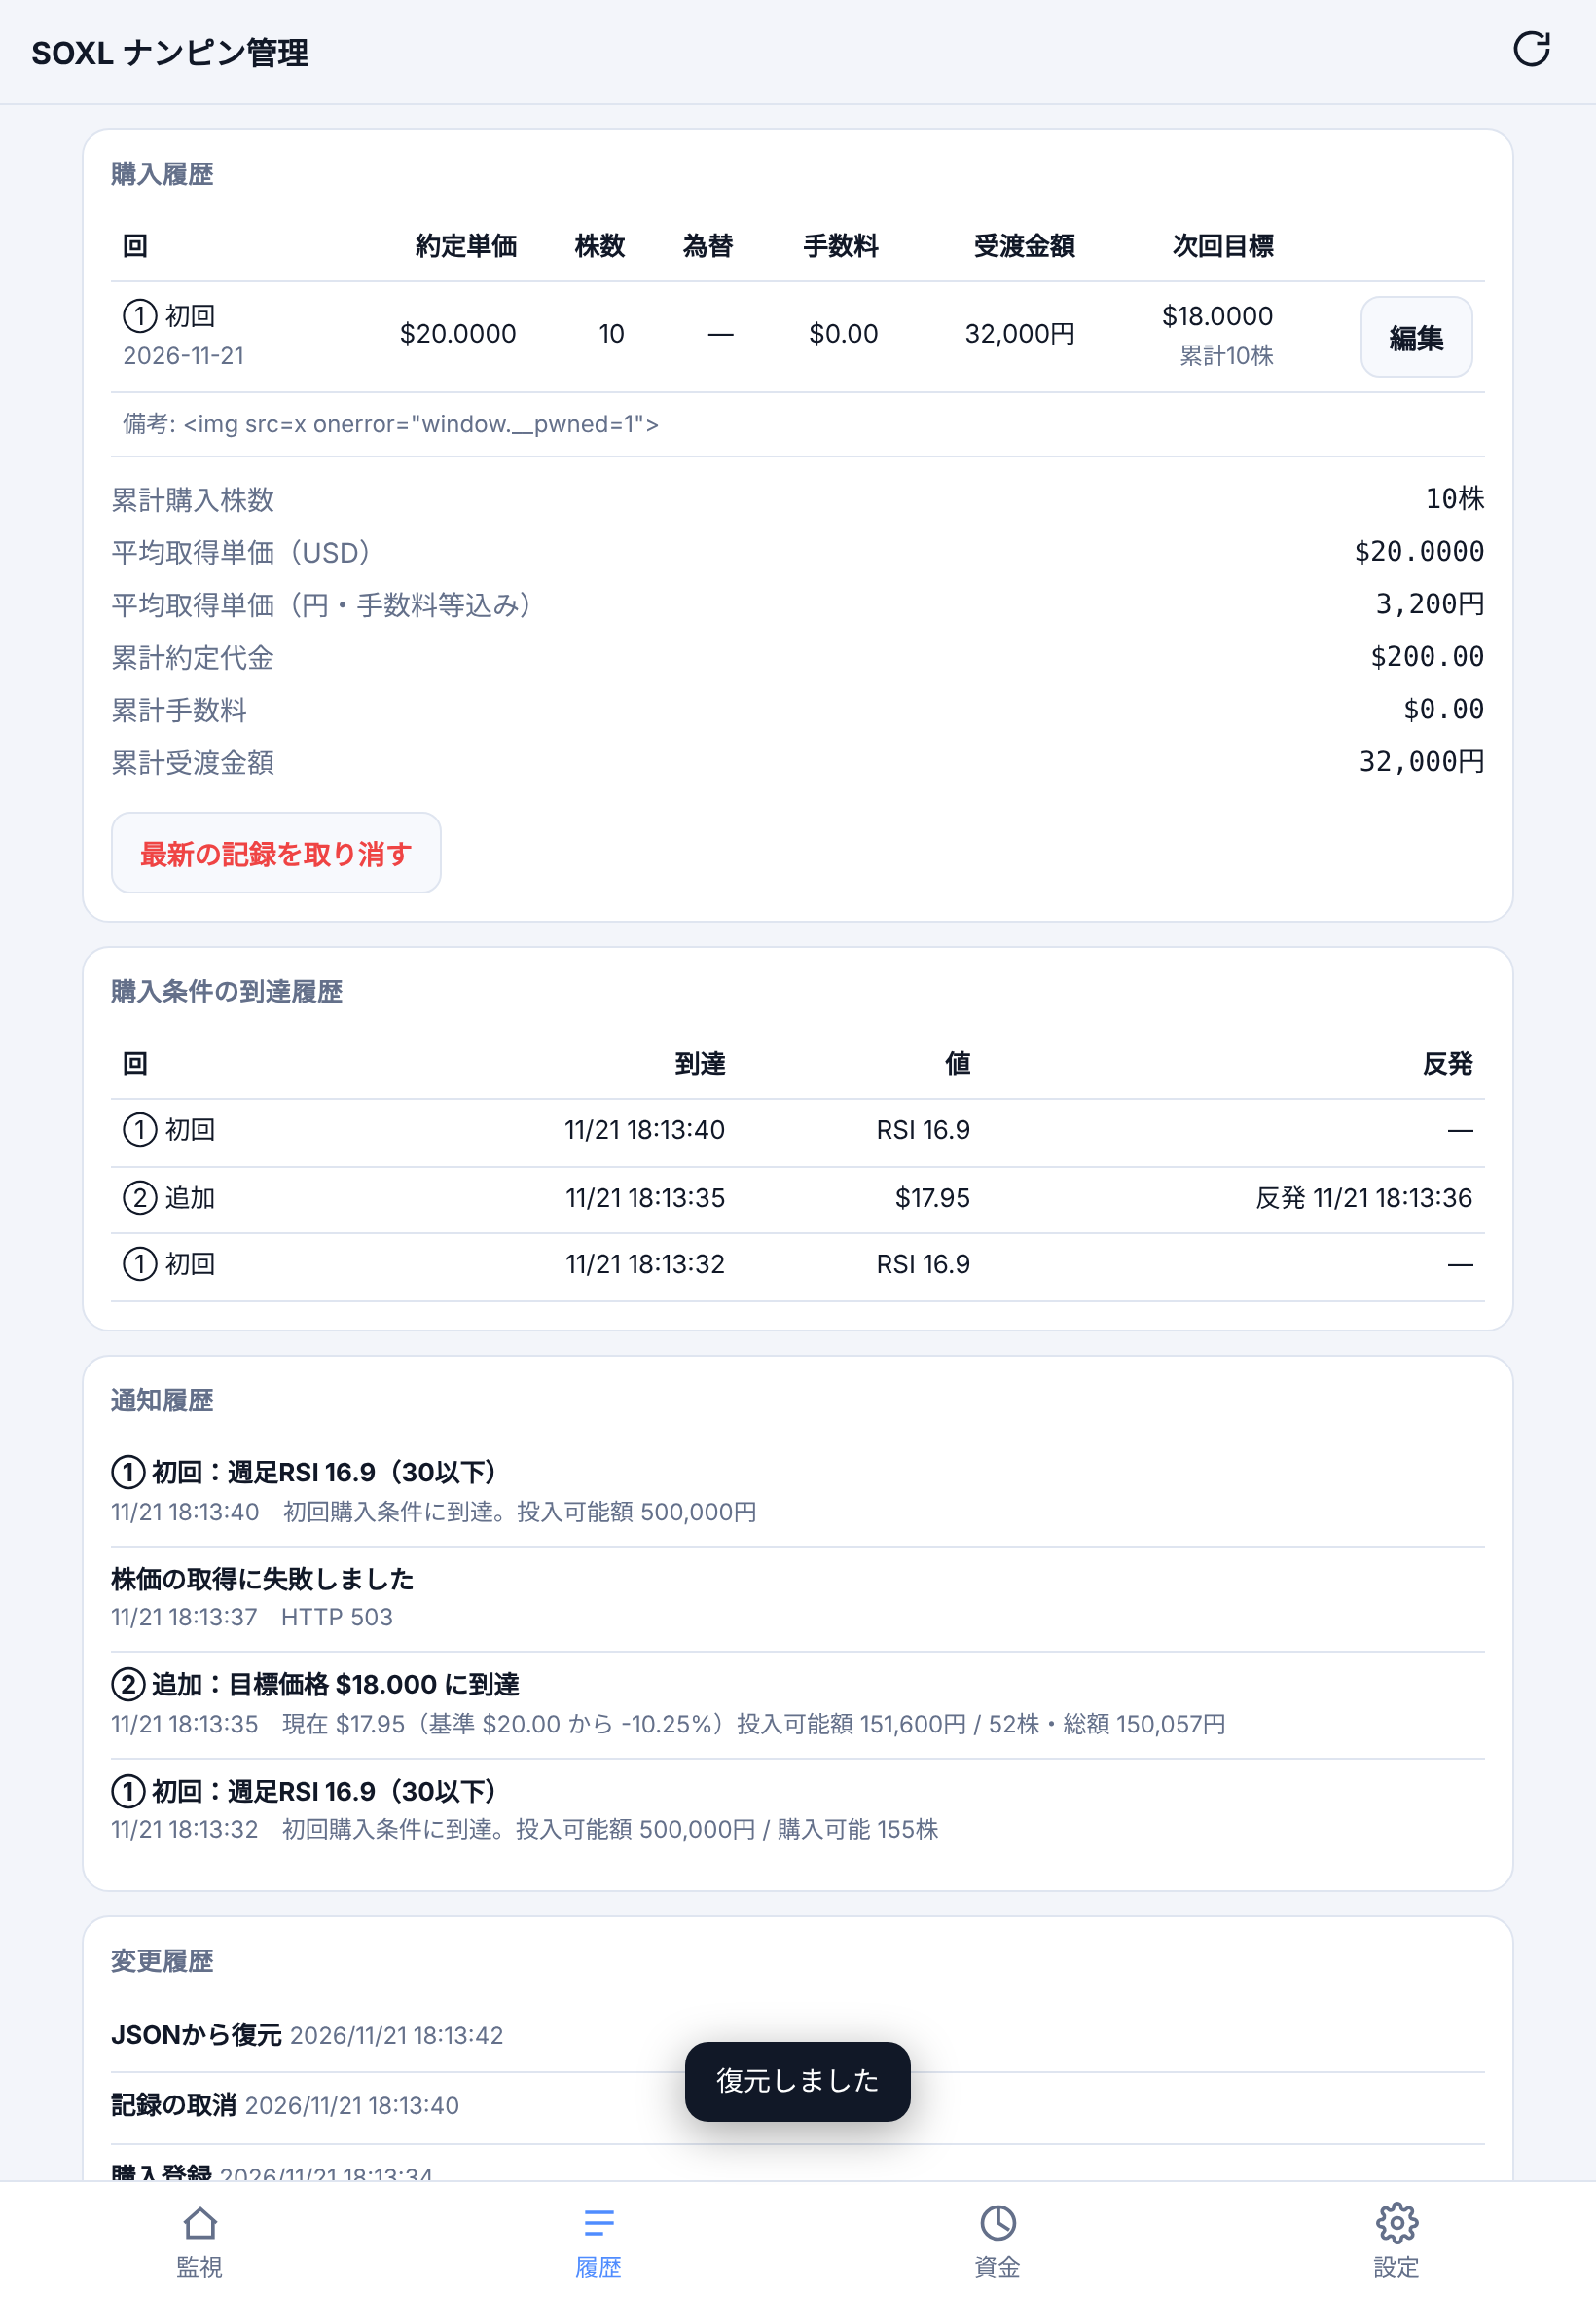 SOXL ナンピン管理
購入履歴
回 約定単価 株数 為替 手数料 受渡金額 次回目標
① 初回 $20.0000 10 — $0.00 32,000円 $18.0000 編集
2026-11-21 累計10株
備考: <img src=x onerror="window.__pwned=1">
累計購入株数 10株
平均取得単価（USD） $20.0000
平均取得単価（円・手数料等込み） 3,200円
累計約定代金 $200.00
累計手数料 $0.00
累計受渡金額 32,000円
最新の記録を取り消す
購入条件の到達履歴
回 到達 値 反発
① 初回 11/21 18:13:40 RSI 16.9 —
② 追加 11/21 18:13:35 $17.95 反発 11/21 18:13:36
① 初回 11/21 18:13:32 RSI 16.9 —
通知履歴
① 初回：週足RSI 16.9（30以下）
11/21 18:13:40 初回購入条件に到達。投入可能額 500,000円
株価の取得に失敗しました
11/21 18:13:37 HTTP 503
② 追加：目標価格 $18.000 に到達
11/21 18:13:35 現在 $17.95（基準 $20.00 から -10.25%）投入可能額 151,600円 / 52株・総額 150,057円
① 初回：週足RSI 16.9（30以下）
11/21 18:13:32 初回購入条件に到達。投入可能額 500,000円 / 購入可能 155株
変更履歴
JSONから復元 2026/11/21 18:13:42
復元しました
記録の取消 2026/11/21 18:13:40
購入登録 2026/11/21 18:13:34
監視 履歴 資金 設定